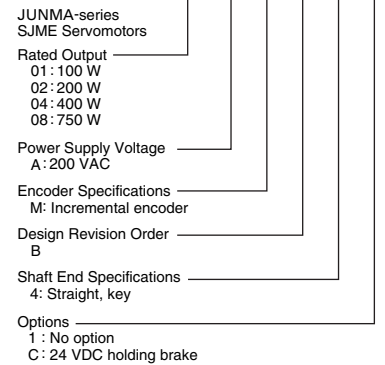 JUNMA-series
SJME Servomotors
Rated Output
01:100 W
02:200 W
04:400 W
08:750 W
Power Supply Voltage
A:200 VAC
Encoder Specifications
M: Incremental encoder
Design Revision Order
B
Shaft End Specifications
4: Straight, key
Options
1 : No option
C: 24 VDC holding brake